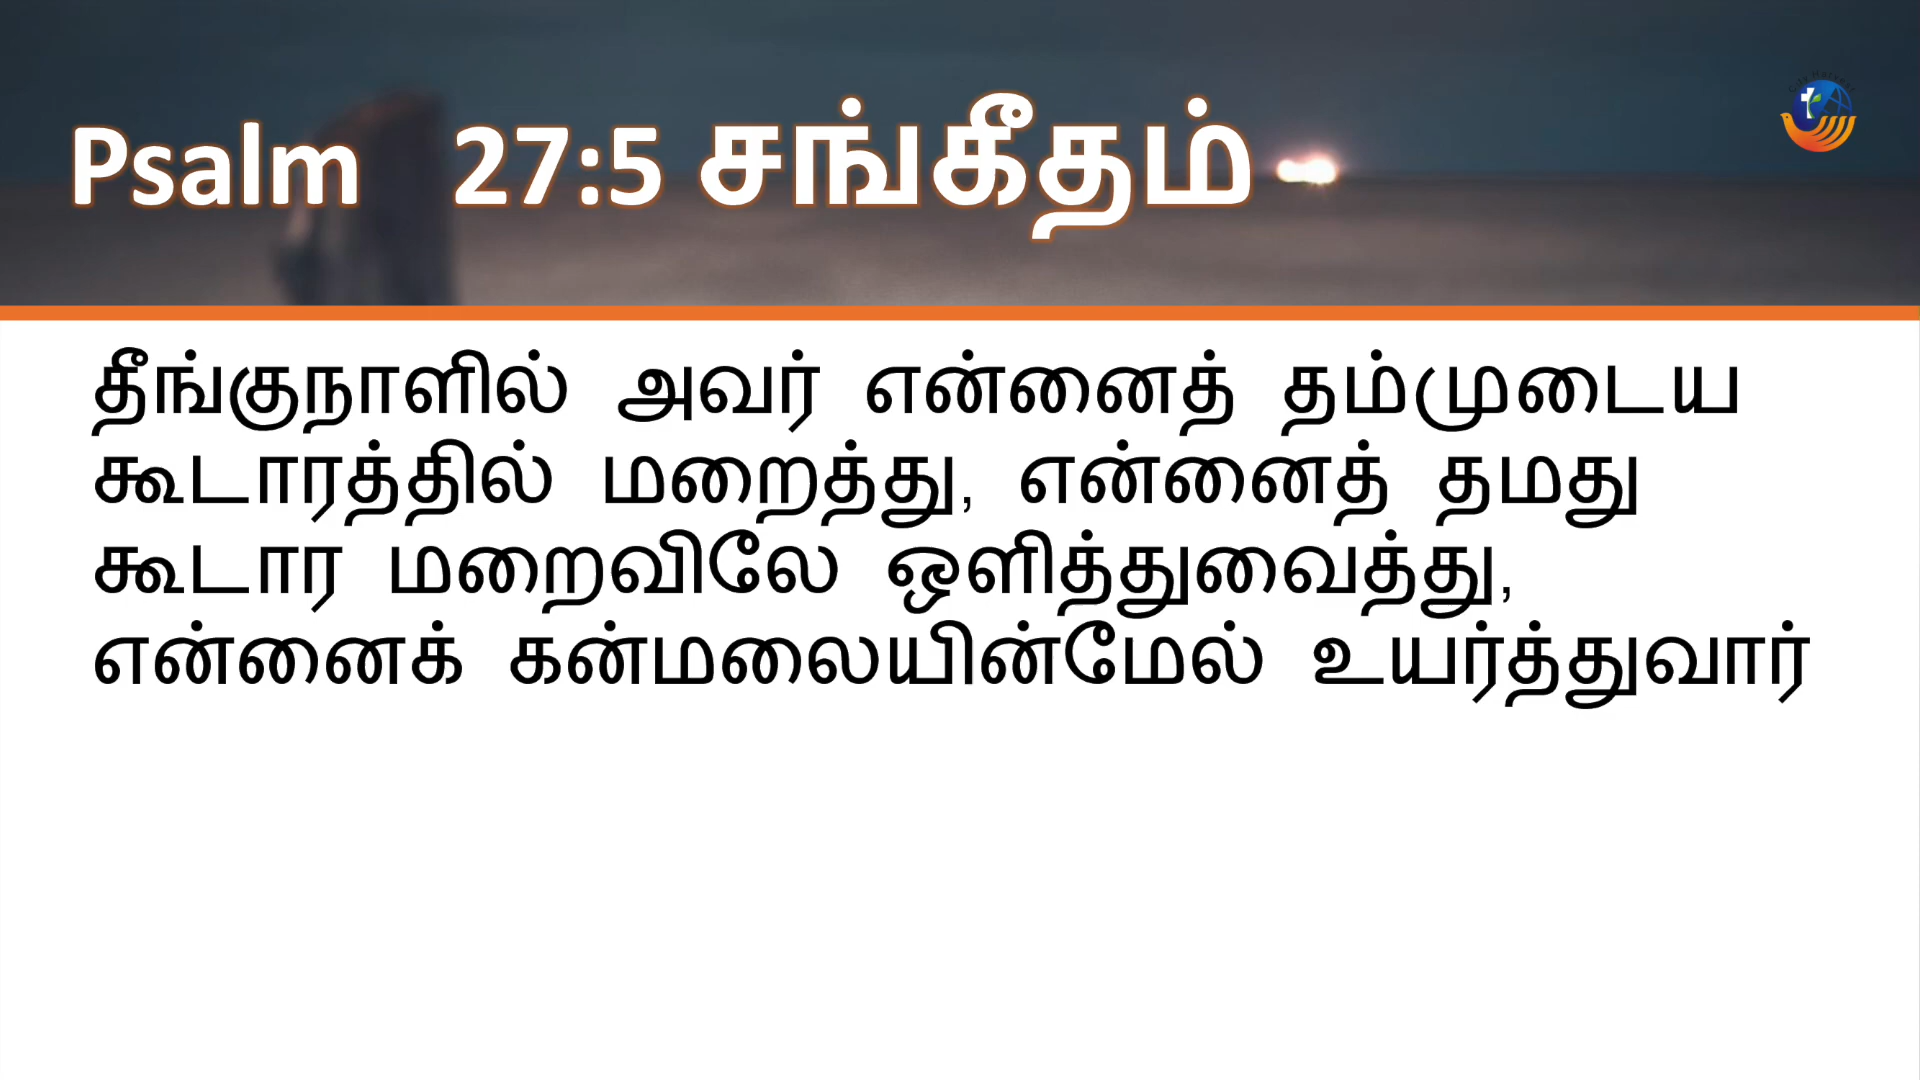 Psalm 27:5 சங்கீதம்
தீங்குநாளில் அவர் என்னைத் தம்முடைய
கூடாரத்தில் மறைத்து, என்னைத் தமது
கூடார மறைவிலே ஒளித்துவைத்து,
என்னைக் கன்மலையின்மேல் உயர்த்துவார்